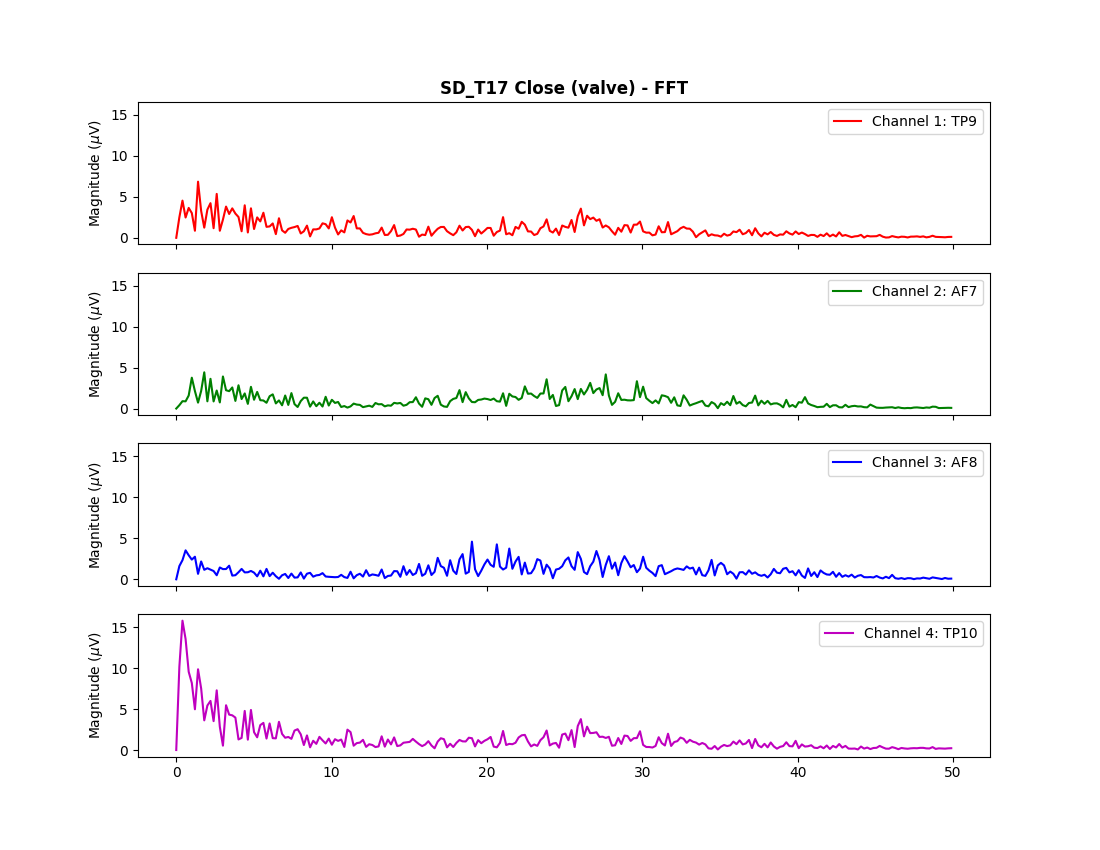 SD_T17 Close (valve) - FFT
15
10
5
0
Magnitude (μV)
Channel 1: TP9
15
10
5
0
Magnitude (μV)
Channel 2: AF7
15
10
5
0
Magnitude (μV)
Channel 3: AF8
15
10
5
0
Magnitude (μV)
Channel 4: TP10
0 10 20 30 40 50